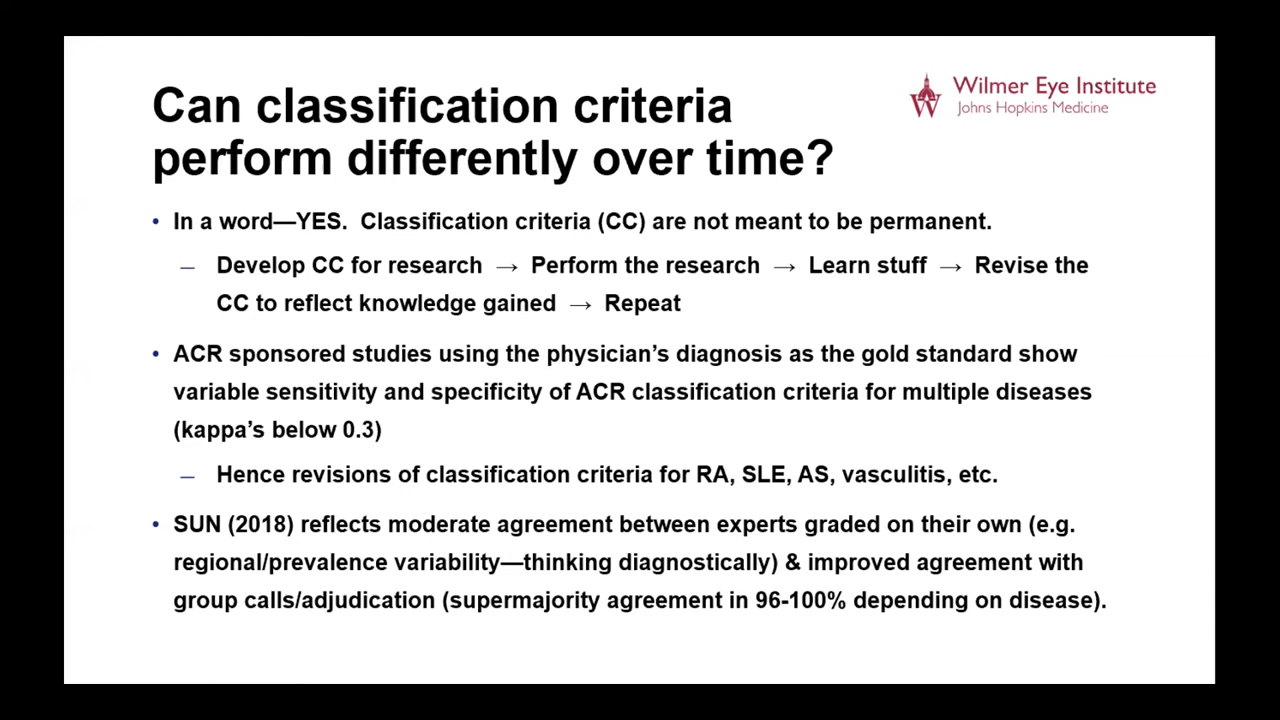 Can classification criteria
perform differently over time?
Wilmer Eye Institute
Johns Hopkins Medicine
• In a word—YES.  Classification criteria (CC) are not meant to be permanent.
– Develop CC for research → Perform the research → Learn stuff → Revise the
CC to reflect knowledge gained → Repeat
• ACR sponsored studies using the physician’s diagnosis as the gold standard show
variable sensitivity and specificity of ACR classification criteria for multiple diseases
(kappa’s below 0.3)
– Hence revisions of classification criteria for RA, SLE, AS, vasculitis, etc.
• SUN (2018) reflects moderate agreement between experts graded on their own (e.g.
regional/prevalence variability—thinking diagnostically) & improved agreement with
group calls/adjudication (supermajority agreement in 96-100% depending on disease).